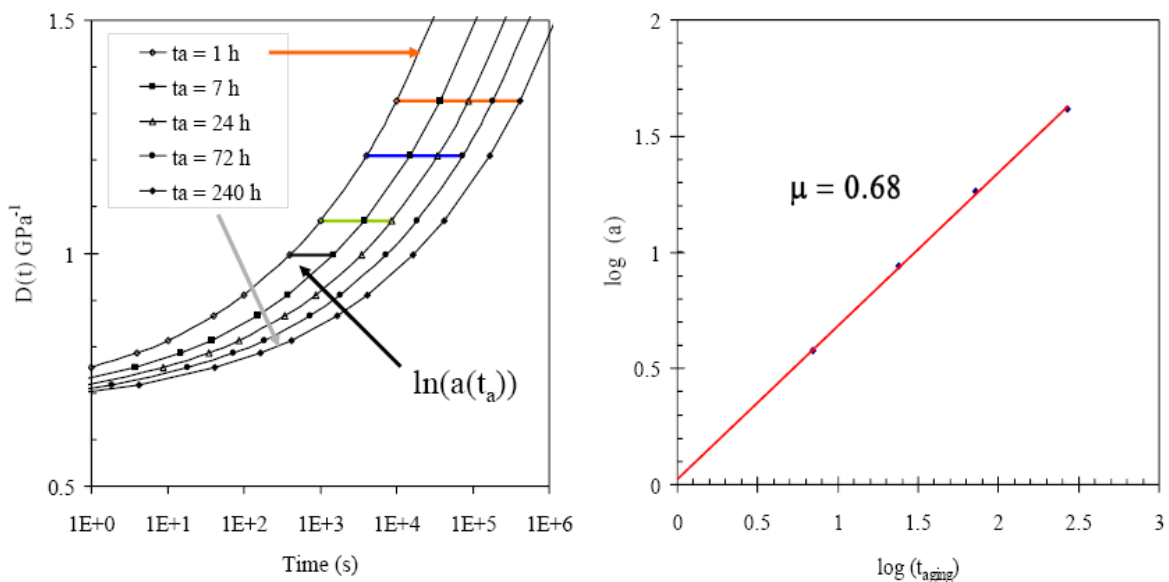 1.5
ta = 1 h
ta = 7 h
ta = 24 h
ta = 72 h
ta = 240 h
1
0.5
D(t) GPa⁻¹
ln(a(tₐ))
1E+0 1E+1 1E+2 1E+3 1E+4 1E+5 1E+6
Time (s)
2
1.5
1
0.5
0
log (a)
μ = 0.68
0 0.5 1 1.5 2 2.5 3
log (t_aging)